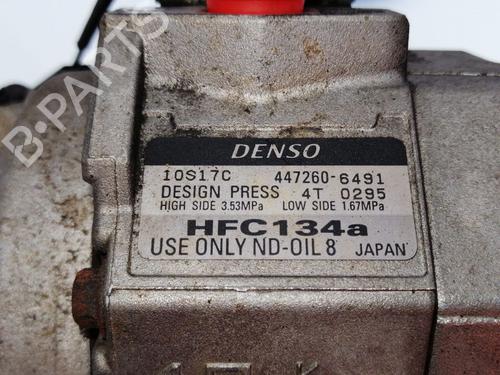 B-PARTS
DENSO
10S17C 447260-6491
DESIGN PRESS 4T 0295
HIGH SIDE 3.53MPa LOW SIDE 1.67MPa
HFC134a
USE ONLY ND-OIL 8 JAPAN